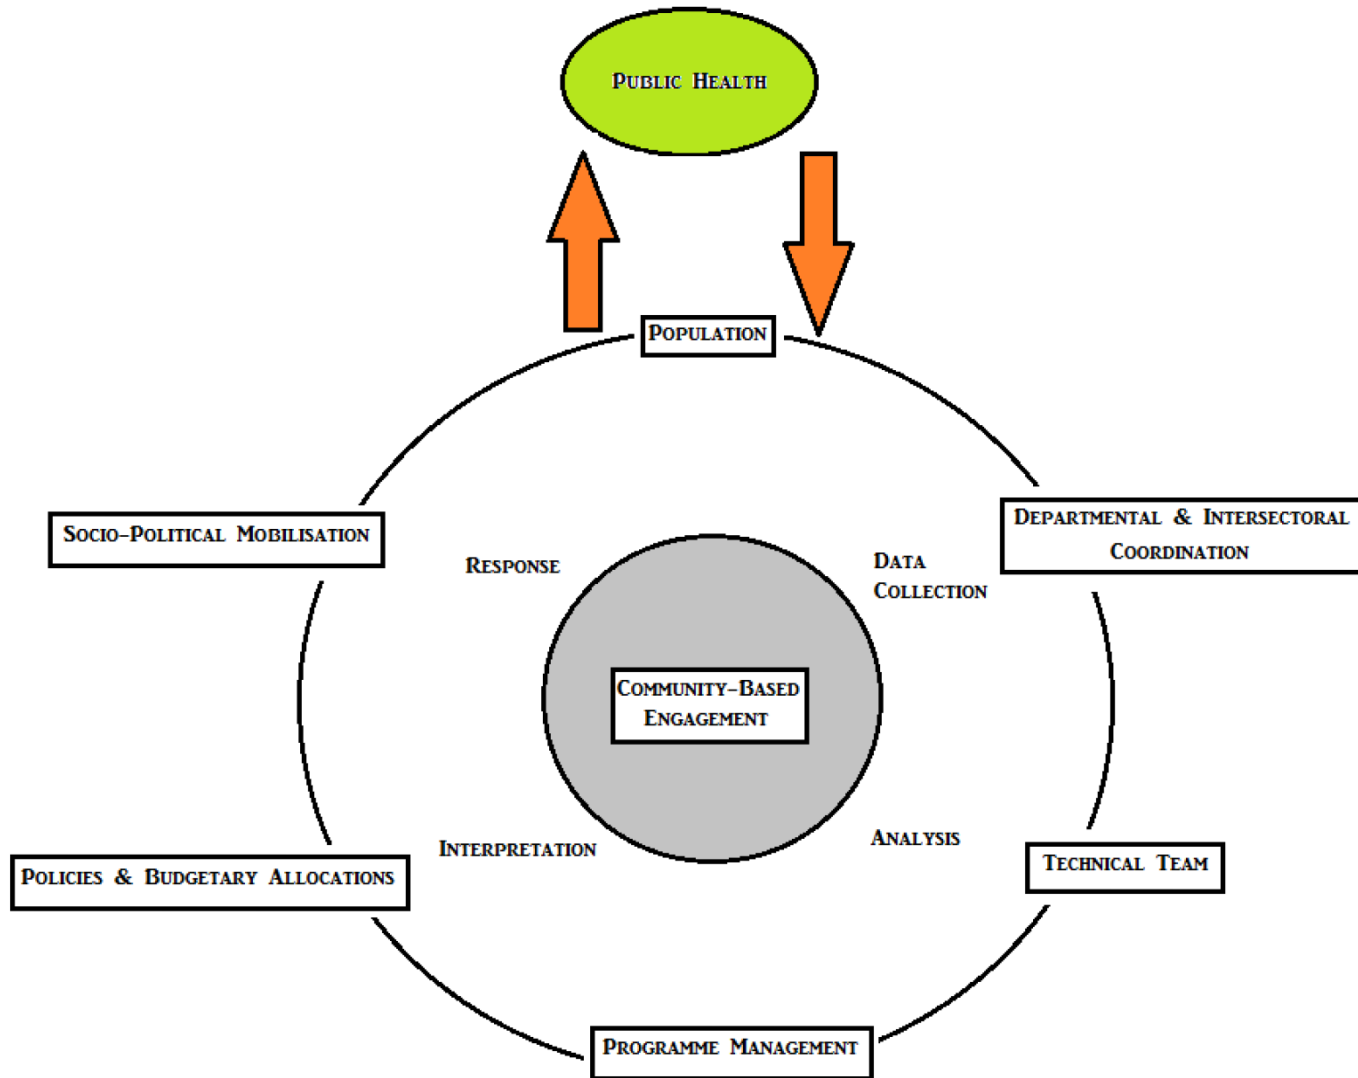 Public Health
Population
Socio-Political Mobilisation
Departmental & Intersectoral
Coordination
Response
Data
Collection
Community-Based
Engagement
Interpretation
Analysis
Policies & Budgetary Allocations
Technical Team
Programme Management